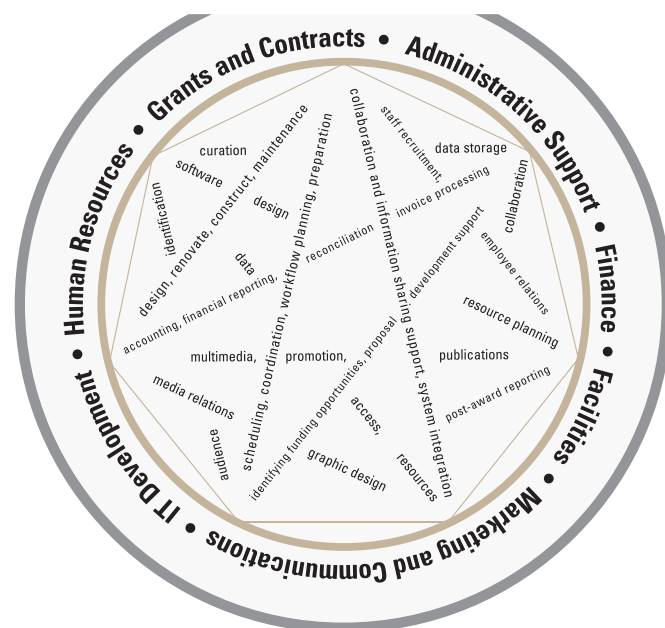 Grants and Contracts • Administrative Support • Finance • Facilities • Marketing and Communications • IT Development • Human Resources •
curation
software
identification
design
data
design, renovate, construct, maintenance
scheduling, coordination, workflow planning, preparation
collaboration and information sharing support, system integration
staff recruitment,
data storage
collaboration
accounting, financial reporting, reconciliation invoice processing
identifying funding opportunities, proposal development support
employee relations
resource planning
multimedia, promotion, publications
media relations
audience
graphic design
access,
resources
post-award reporting